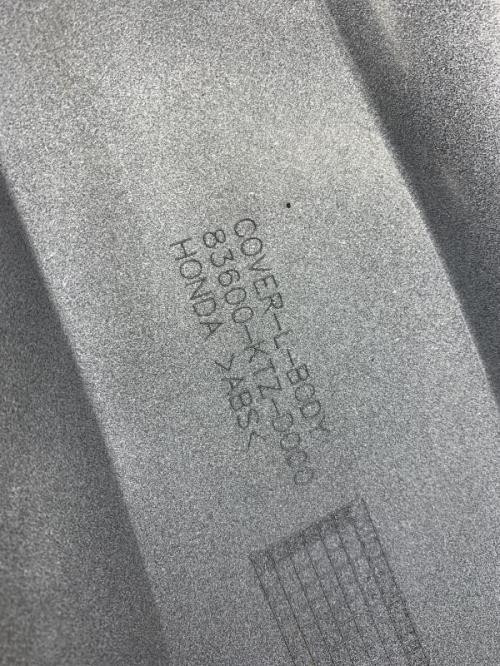 COVER-L-BODY
83600-KTZ-D000
HONDA >ABS<